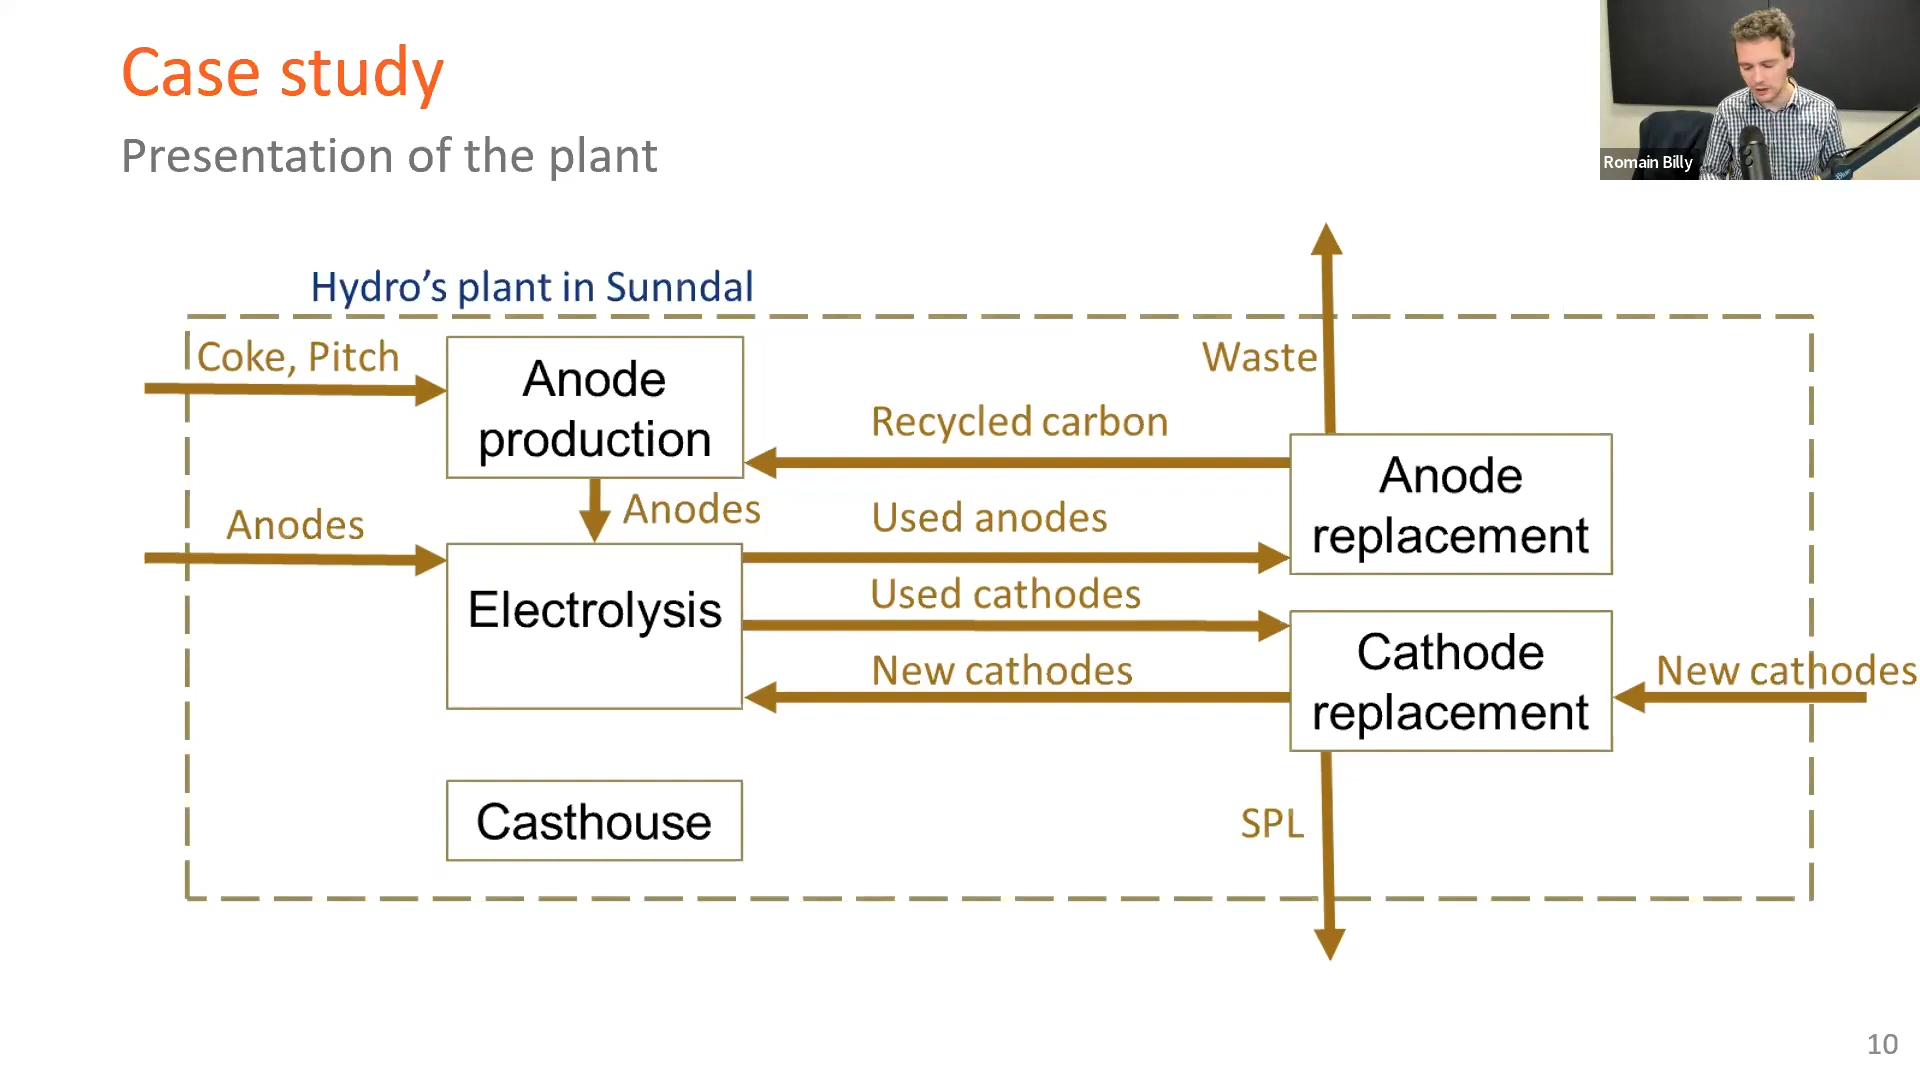 Case study
Presentation of the plant
Romain Billy
Hydro's plant in Sunndal
Coke, Pitch
Anode
production
Waste
Recycled carbon
Anode
replacement
Anodes
Anodes
Used anodes
Electrolysis
Used cathodes
New cathodes
Cathode
replacement
New cathodes
Casthouse
SPL
10
Blue